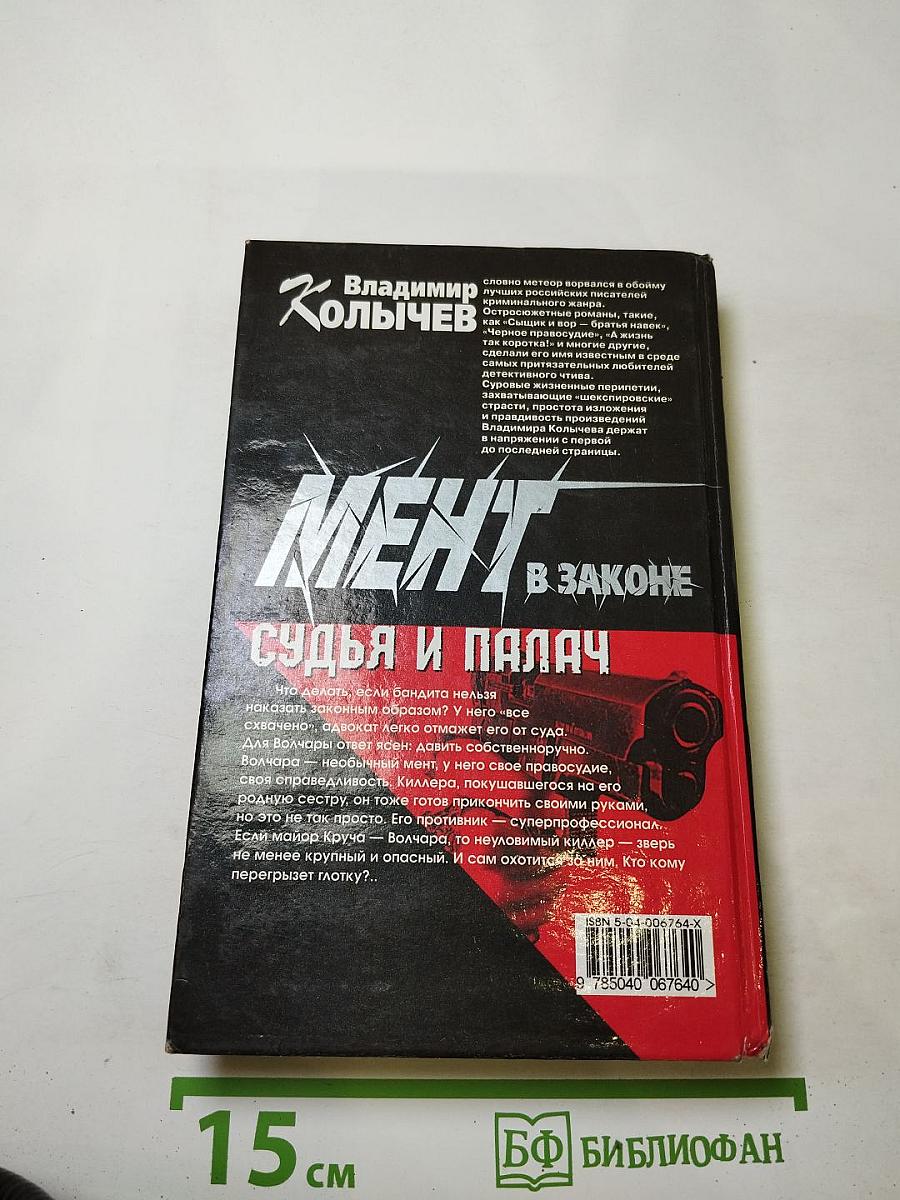 Владимир
Колычев
словно метеор ворвался в обойму
лучших российских писателей
криминального жанра.
Остросюжетные романы, такие,
как «Сыщик и вор — братья навек»,
«Черное правосудие», «А жизнь
так коротка!» и многие другие,
сделали его имя известным в среде
самых притязательных любителей
детективного чтива.
Суровые жизненные перипетии,
захватывающие «шекспировские»
страсти, простота изложения
и правдивость произведений
Владимира Колычева держат
в напряжении с первой
до последней страницы.
МЕНТ
В ЗАКОНЕ
СУДЬЯ И ПАЛАЧ
Что делать, если бандита нельзя
наказать законным образом? У него «все
схвачено», адвокат легко отмажет его от суда.
Для Волчары ответ ясен: давить собственноручно.
Волчара — необычный мент, у него свое правосудие,
своя справедливость. Киллера, покушавшегося на его
родную сестру, он тоже готов прикончить своими руками,
но это не так просто. Его противник — суперпрофессионал.
Если майор Круча — Волчара, то неуловимый киллер — зверь
не менее крупный и опасный. И сам охотится за ним. Кто кому
перегрызет глотку?..
ISBN 5-04-006764-X
9 785040 067640 >
15 см
БФ БИБЛИОФАН